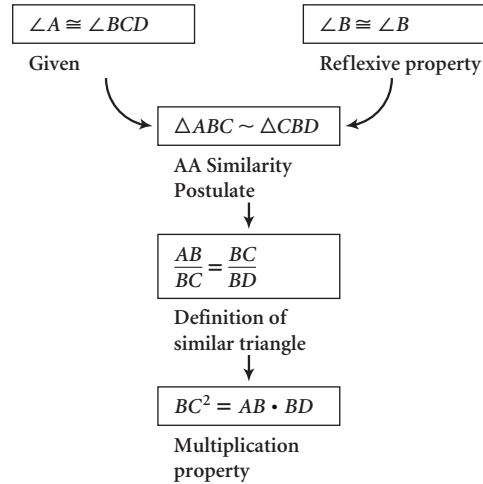 ∠A ≅ ∠BCD
Given
∠B ≅ ∠B
Reflexive property
△ABC ~ △CBD
AA Similarity
Postulate
AB/BC = BC/BD
Definition of
similar triangle
BC² = AB • BD
Multiplication
property